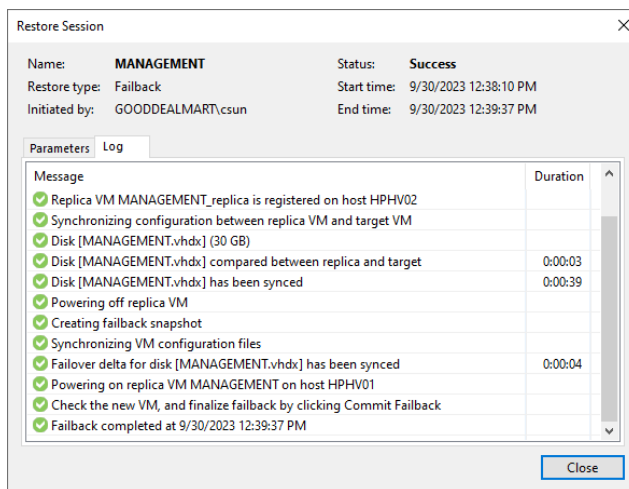 Restore Session
Name: MANAGEMENT Status: Success
Restore type: Failback Start time: 9/30/2023 12:38:10 PM
Initiated by: GOODDEALMART\csun End time: 9/30/2023 12:39:37 PM
Parameters Log
Message Duration
Replica VM MANAGEMENT_replica is registered on host HPHV02
Synchronizing configuration between replica VM and target VM
Disk [MANAGEMENT.vhdx] (30 GB)
Disk [MANAGEMENT.vhdx] compared between replica and target 0:00:03
Disk [MANAGEMENT.vhdx] has been synced 0:00:39
Powering off replica VM
Creating failback snapshot
Synchronizing VM configuration files
Failover delta for disk [MANAGEMENT.vhdx] has been synced 0:00:04
Powering on replica VM MANAGEMENT on host HPHV01
Check the new VM, and finalize failback by clicking Commit Failback
Failback completed at 9/30/2023 12:39:37 PM
Close